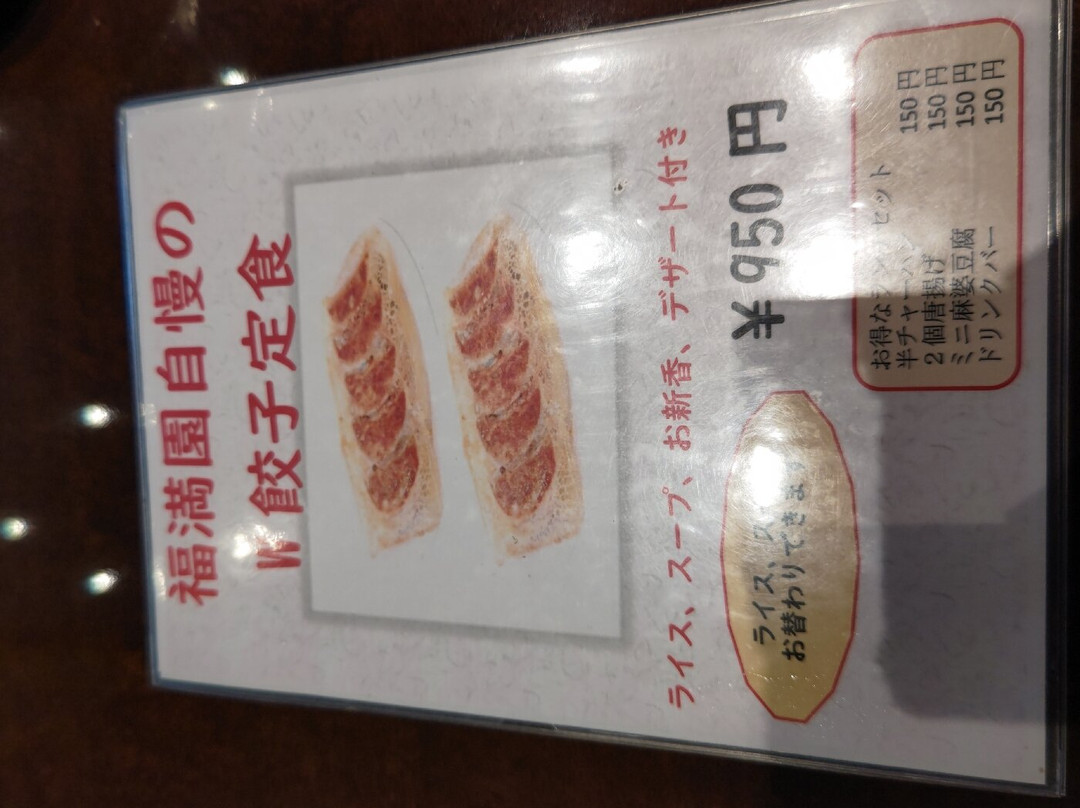 福満園自慢の
W 餃子定食
ライス、スープ、お新香、デザート付き
¥950円
ライス、ス
お替わりできます
お得な セット
半チャーハン 150円
2個唐揚げ 150円
ミニ麻婆豆腐 150円
ドリンクバー 150円